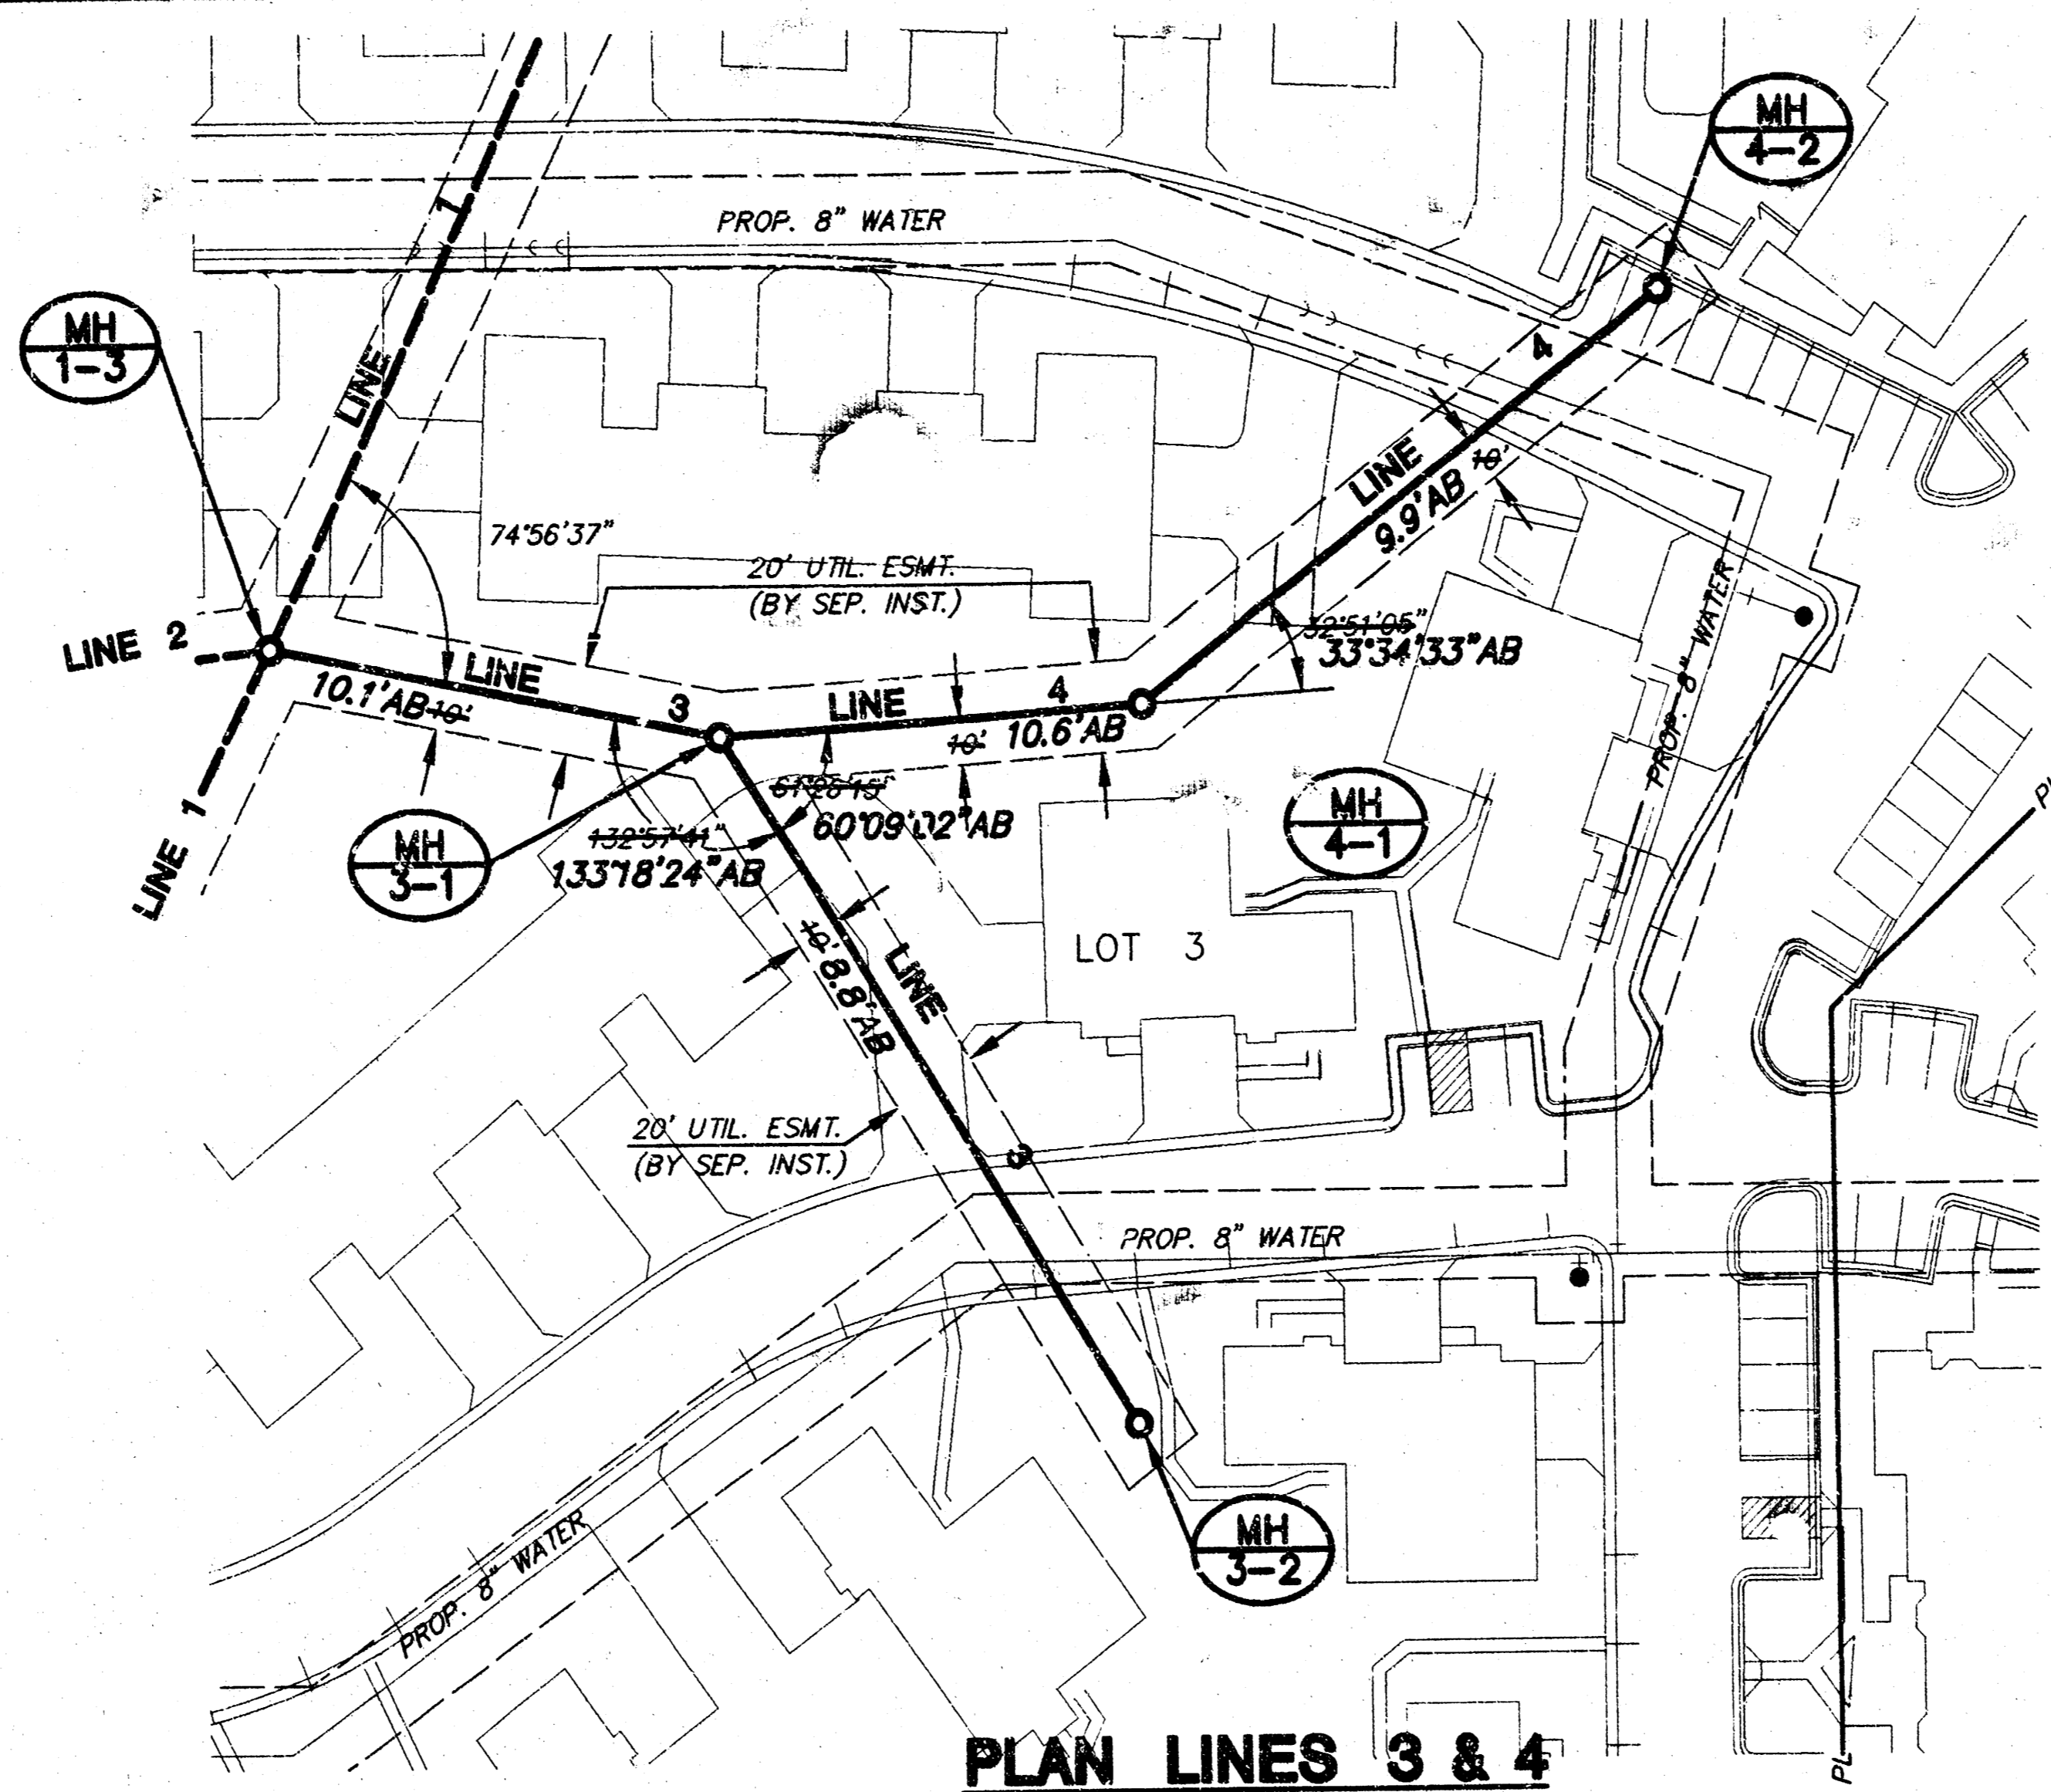 MH
4-2
1
PROP. 8" WATER
MH
1-3
LINE
4
LINE
10'
9.9'AB
74°56'37"
20' UTIL. ESMT.
(BY SEP. INST.)
32°51'05"
33°34'33"AB
PROP. 8" WATER
LINE 2
LINE
3
10.1'AB
10'
LINE
4
10'
10.6'AB
LINE 1
MH
3-1
132°57'41"
133°18'24"AB
60°09'02"AB
MH
4-1
10'
8.8'AB
LINE
3
LOT 3
20' UTIL. ESMT.
(BY SEP. INST.)
PROP. 8" WATER
MH
3-2
PROP. 8" WATER
PL
PLAN LINES 3 & 4